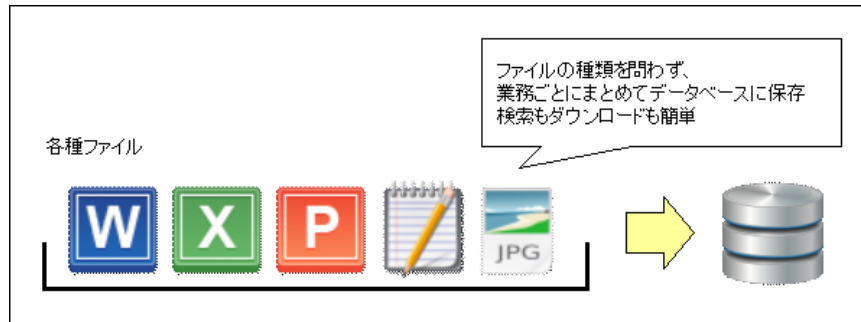 ファイルの種類を問わず、
業務ごとにまとめてデータベースに保存
検索もダウンロードも簡単
各種ファイル
W
X
P
JPG